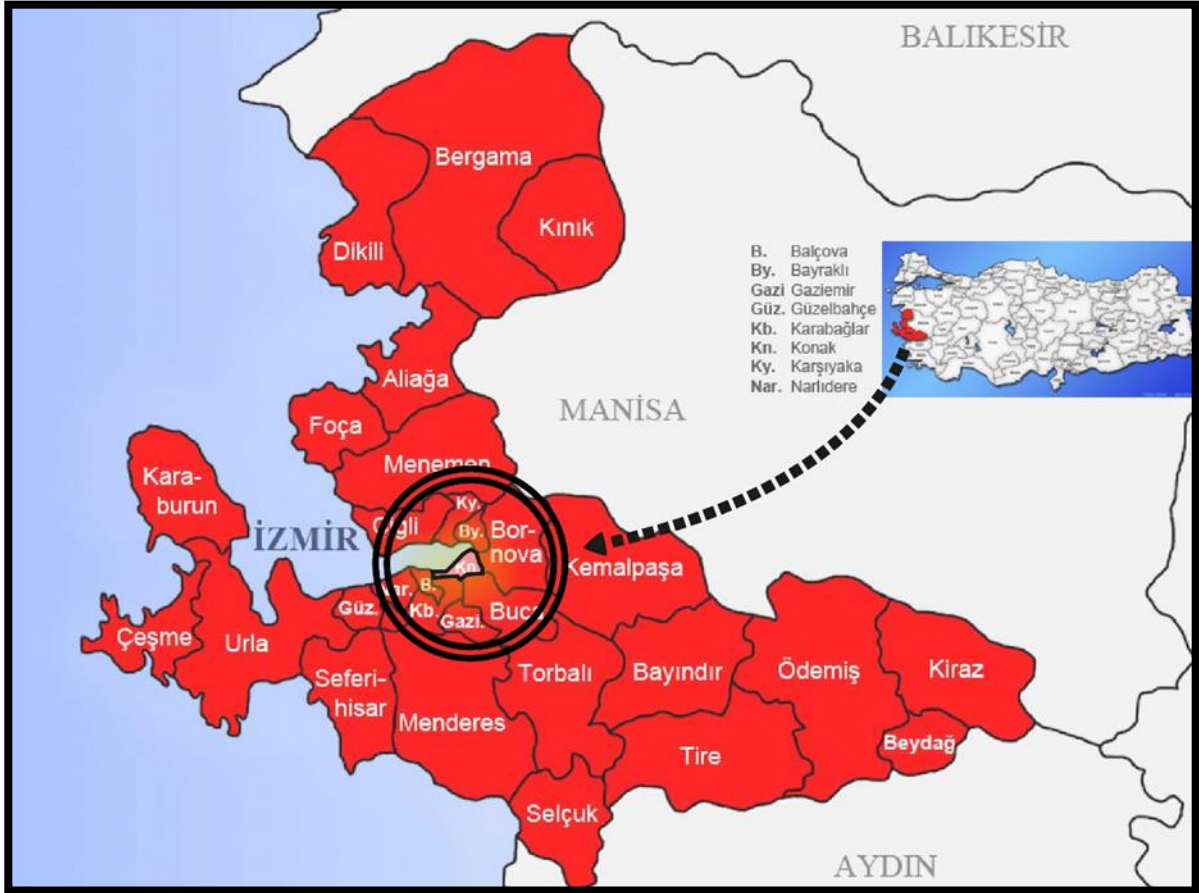 BALIKESİR
Bergama
Kınık
Dikili
B. Balçova
By. Bayraklı
Gazi Gaziemir
Güz. Güzelbahçe
Kb. Karabağlar
Kn. Konak
Ky. Karşıyaka
Nar. Narlıdere
Aliağa
MANİSA
Foça
Menemen
Kara-
burun
Ky.
Çiğli
By.
Bor-
nova
İZMİR
Kn.
Kemalpaşa
Nar.
B.
Güz.
Kb.
Gazi.
Buca
Çeşme
Urla
Seferi-
hisar
Menderes
Torbalı
Bayındır
Ödemiş
Kiraz
Beydağ
Tire
Selçuk
AYDIN